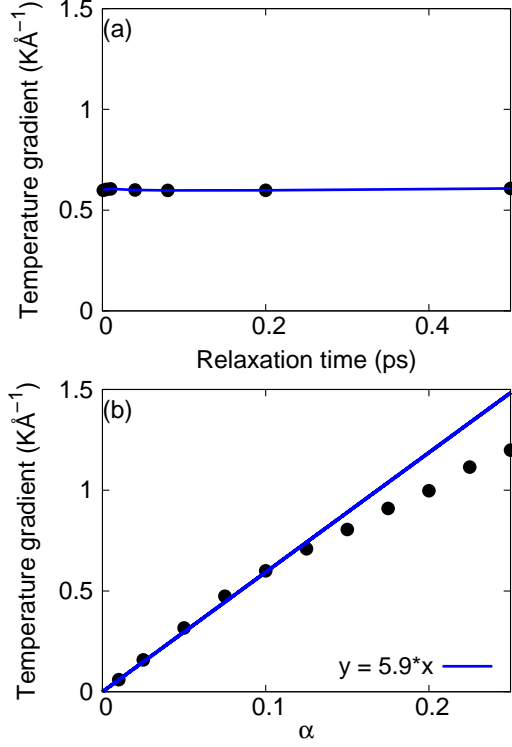 1.5
(a)
Temperature gradient (KÅ⁻¹)
1
0.5
0
0
0.2
0.4
Relaxation time (ps)
1.5
(b)
Temperature gradient (KÅ⁻¹)
1
0.5
y = 5.9*x
0
0
0.1
0.2
α